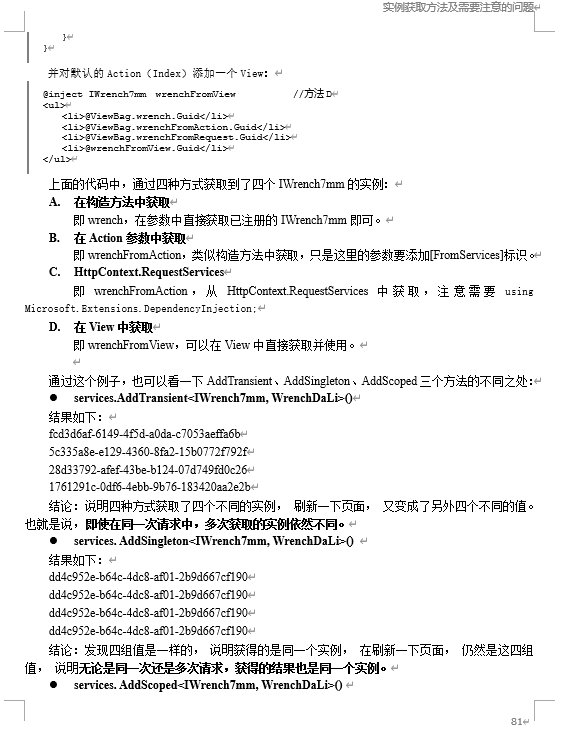 实例获取方法及需要注意的问题
}
}
并对默认的 Action（Index）添加一个 View：
@inject IWrench7mm wrenchFromView //方法 D
<ul>
<li>@ViewBag.wrench.Guid</li>
<li>@ViewBag.wrenchFromAction.Guid</li>
<li>@ViewBag.wrenchFromRequest.Guid</li>
<li>@wrenchFromView.Guid</li>
</ul>
上面的代码中，通过四种方式获取到了四个 IWrench7mm 的实例：
A. 在构造方法中获取
即 wrench，在参数中直接获取已注册的 IWrench7mm 即可。
B. 在 Action 参数中获取
即 wrenchFromAction，类似构造方法中获取，只是这里的参数要添加[FromServices]标识。
C. HttpContext.RequestServices
即 wrenchFromAction，从 HttpContext.RequestServices 中获取，注意需要 using
Microsoft.Extensions.DependencyInjection;
D. 在 View 中获取
即 wrenchFromView，可以在 View 中直接获取并使用。
通过这个例子，也可以看一下 AddTransient、AddSingleton、AddScoped 三个方法的不同之处：
● services.AddTransient<IWrench7mm, WrenchDaLi>()
结果如下：
fcd3d6af-6149-4f5d-a0da-c7053aeffa6b
5c335a8e-e129-4360-8fa2-15b0772f792f
28d33792-afef-43be-b124-07d749fd0c26
1761291c-0df6-4ebb-9b76-183420aa2e2b
结论：说明四种方式获取了四个不同的实例， 刷新一下页面， 又变成了另外四个不同的值。
也就是说，即使在同一次请求中，多次获取的实例依然不同。
● services. AddSingleton<IWrench7mm, WrenchDaLi>()
结果如下：
dd4c952e-b64c-4dc8-af01-2b9d667cf190
dd4c952e-b64c-4dc8-af01-2b9d667cf190
dd4c952e-b64c-4dc8-af01-2b9d667cf190
dd4c952e-b64c-4dc8-af01-2b9d667cf190
结论：发现四组值是一样的， 说明获得的是同一个实例， 在刷新一下页面， 仍然是这四组
值， 说明无论是同一次还是多次请求，获得的结果也是同一个实例。
● services. AddScoped<IWrench7mm, WrenchDaLi>()
81